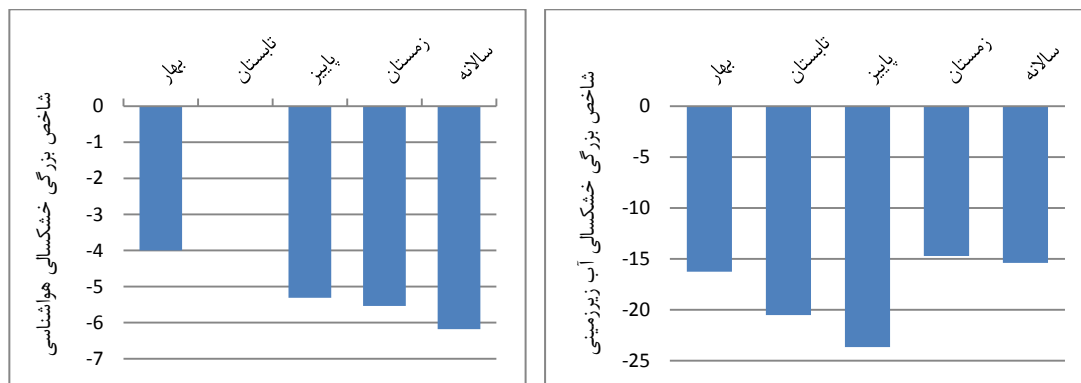 بهار
تابستان
پاییز
زمستان
سالانه
شاخص بزرگی خشکسالی هواشناسی
0
-1
-2
-3
-4
-5
-6
-7
بهار
تابستان
پاییز
زمستان
سالانه
شاخص بزرگی خشکسالی آب زیرزمینی
0
-5
-10
-15
-20
-25